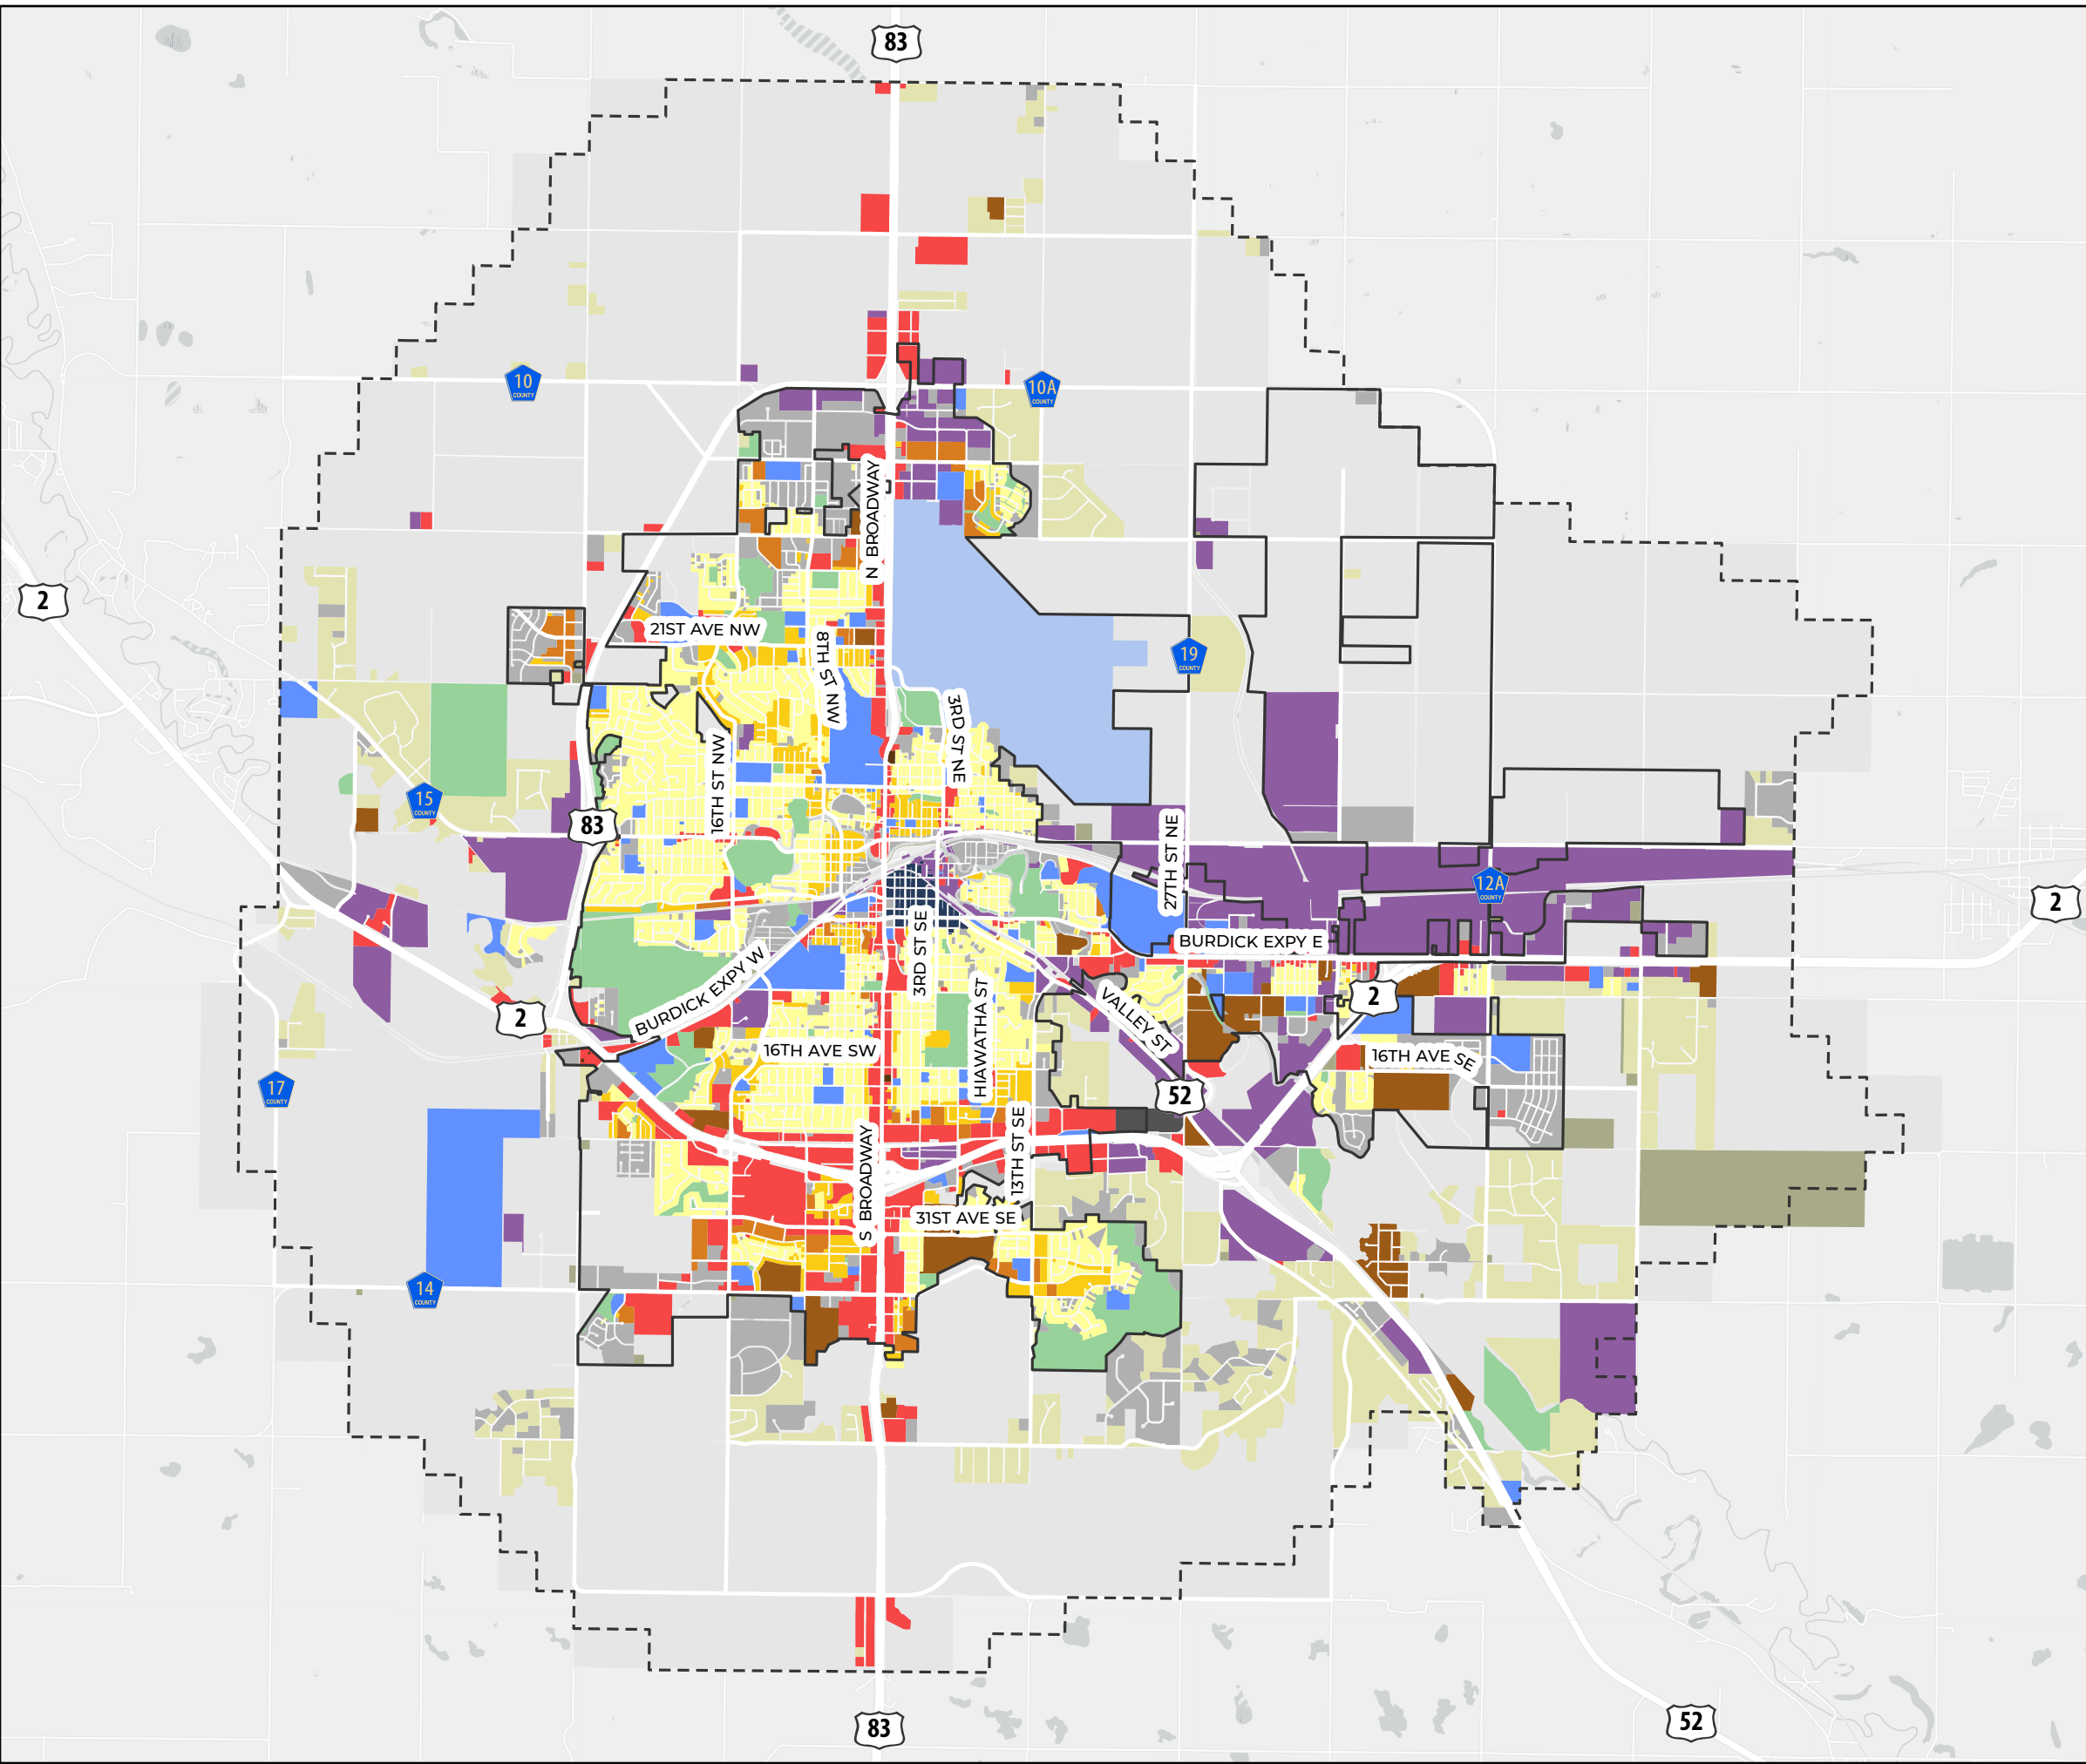 83
10
COUNTY
10A
COUNTY
N BROADWAY
2
21ST AVE NW
8TH ST NW
19
COUNTY
3RD ST NE
16TH ST NW
15
COUNTY
83
27TH ST NE
12A
COUNTY
2
3RD ST SE
BURDICK EXPY E
BURDICK EXPY W
HIAWATHA ST
VALLEY ST
2
2
16TH AVE SW
16TH AVE SE
17
COUNTY
52
13TH ST SE
S BROADWAY
31ST AVE SE
14
COUNTY
83
52